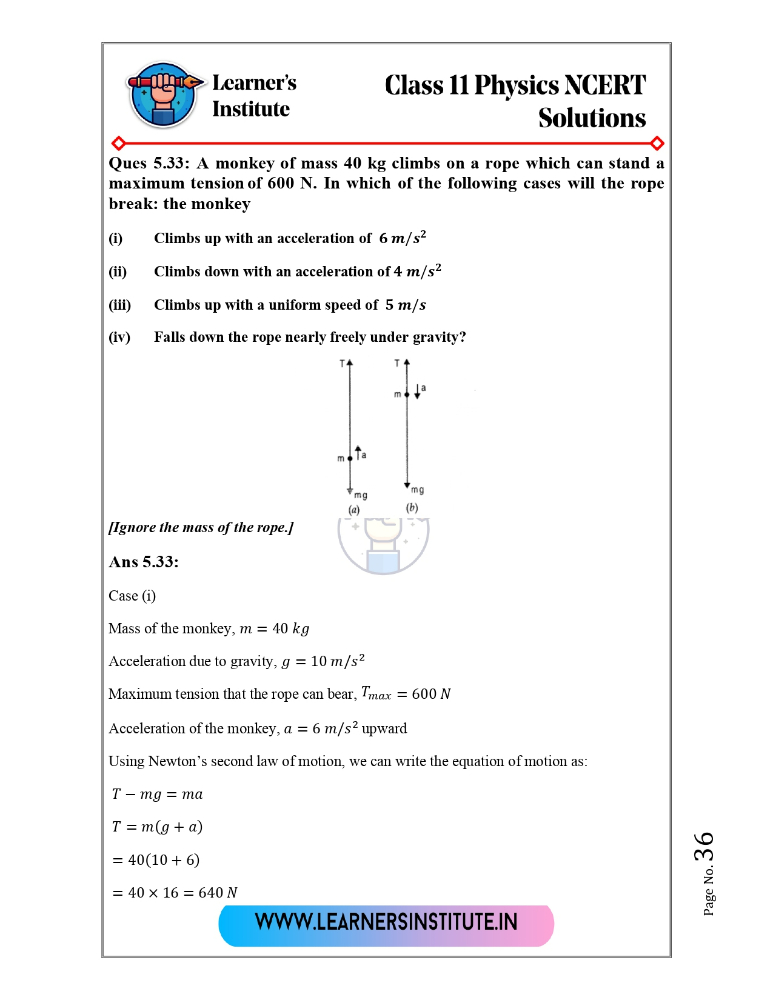 Learner's
Institute
Class 11 Physics NCERT
Solutions
Ques 5.33: A monkey of mass 40 kg climbs on a rope which can stand a
maximum tension of 600 N. In which of the following cases will the rope
break: the monkey
(i) Climbs up with an acceleration of 6 m/s²
(ii) Climbs down with an acceleration of 4 m/s²
(iii) Climbs up with a uniform speed of 5 m/s
(iv) Falls down the rope nearly freely under gravity?
T T
m a
m a
mg mg
(a) (b)
[Ignore the mass of the rope.]
Ans 5.33:
Case (i)
Mass of the monkey, m = 40 kg
Acceleration due to gravity, g = 10 m/s²
Maximum tension that the rope can bear, Tmax = 600 N
Acceleration of the monkey, a = 6 m/s² upward
Using Newton's second law of motion, we can write the equation of motion as:
T − mg = ma
T = m(g + a)
= 40(10 + 6)
= 40 × 16 = 640 N
WWW.LEARNERSINSTITUTE.IN
Page No. 36